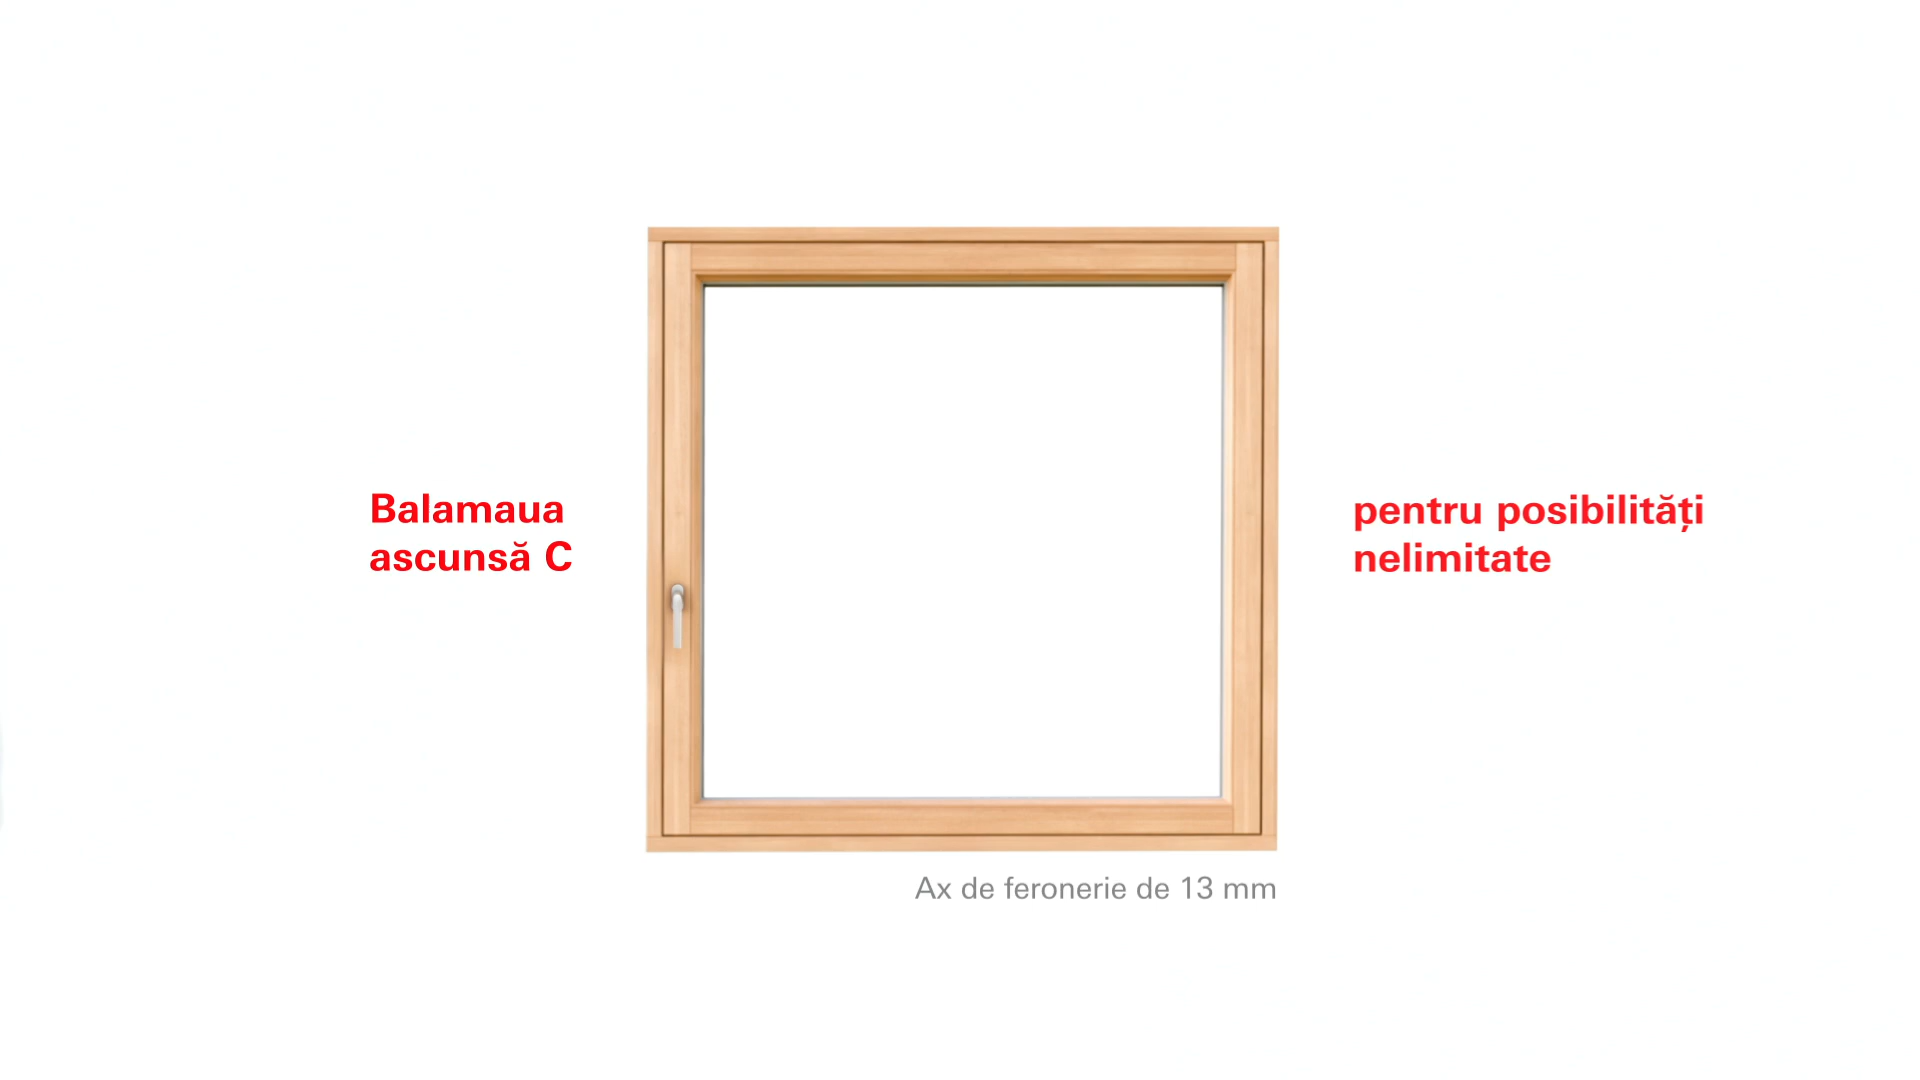 Balamaua
ascunsă C
pentru posibilități
nelimitate
Ax de feronerie de 13 mm